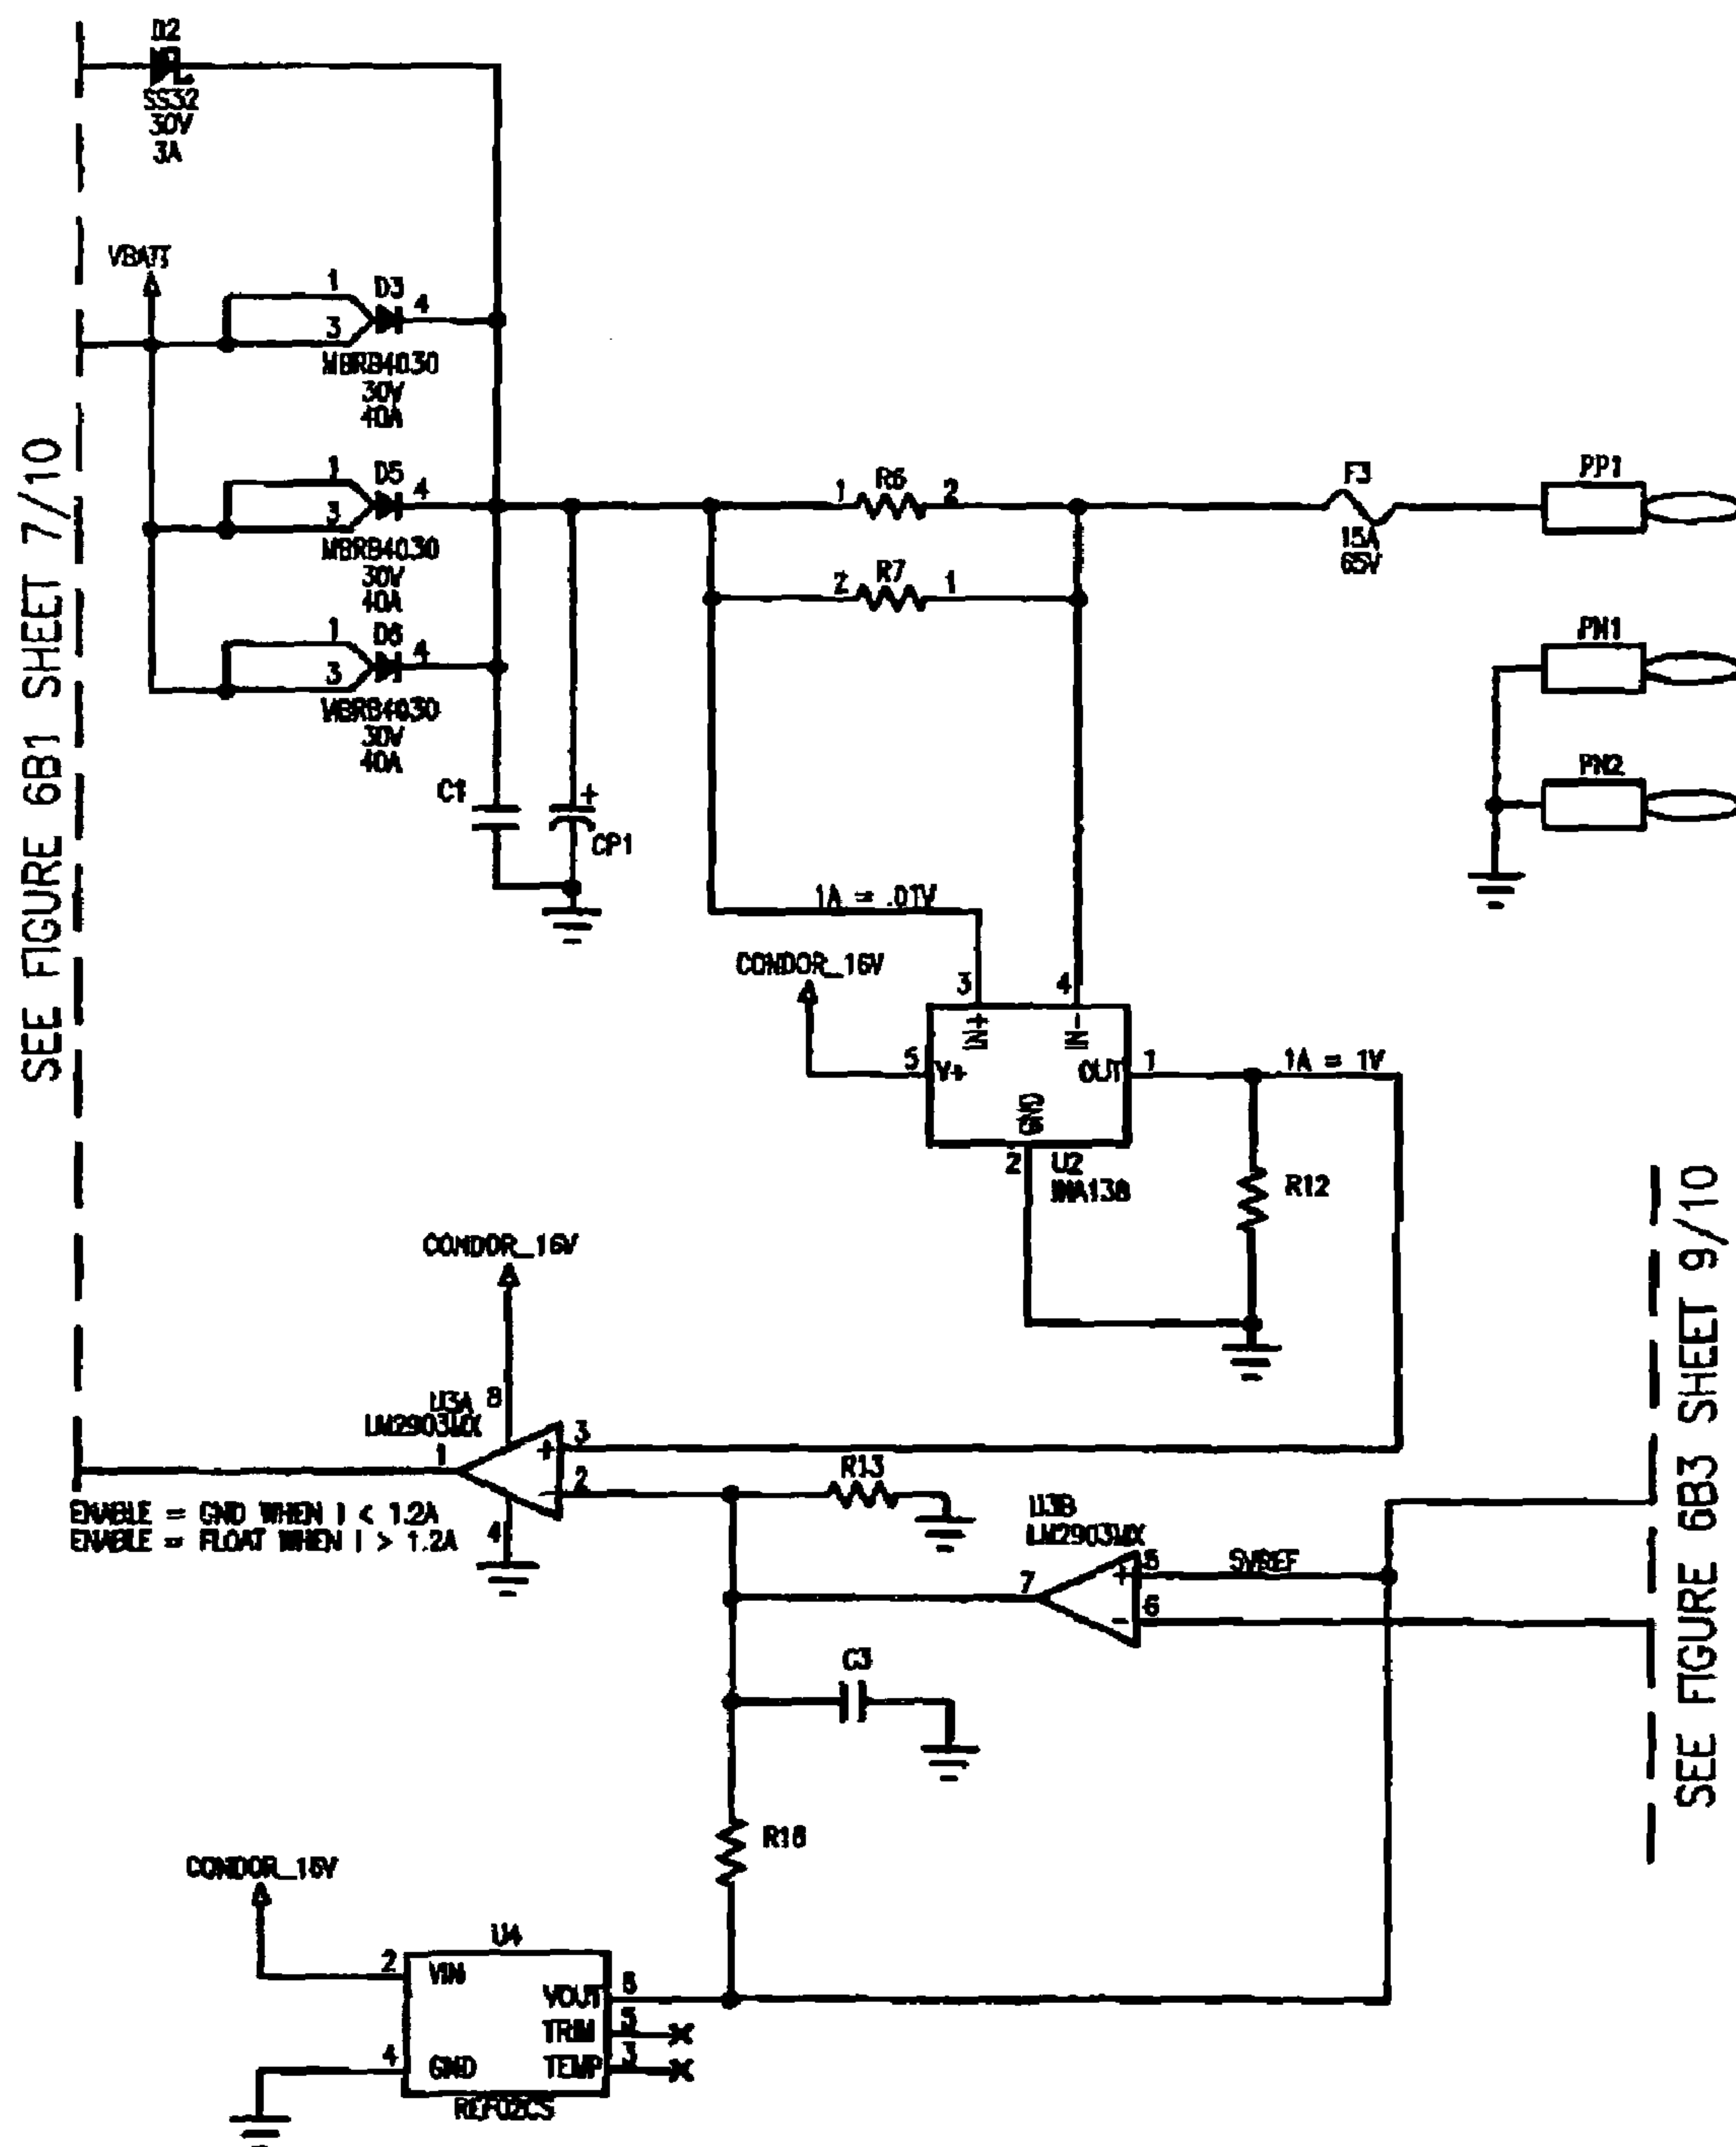 D2
SS32
30V
3A
VBATT
1
D3
4
3
MBRB4030
30V
40A
1
D5
4
3
MBRB4030
30V
40A
1
D6
4
3
MBRB4030
30V
40A
C1
+
CP1
1
R6
2
2
R7
1
F3
15A
65V
PP1
PN1
PN2
SEE FIGURE 6B1 SHEET 7/10
1A = .01V
CONDOR_16V
3
4
IN+
IN-
5
V+
OUT
1
1A = 1V
GND
2
U2
INA138
R12
CONDOR_16V
U3A
8
LM2903MX
1
+
3
-
2
4
R13
ENABLE = GND WHEN I < 1.2A
ENABLE = FLOAT WHEN I > 1.2A
U3B
LM2903MX
7
+
5
5VREF
-
6
C3
R18
SEE FIGURE 6B3 SHEET 9/10
CONDOR_16V
U4
2
VIN
VOUT
6
TRIM
5
4
GND
TEMP
3
REF02CS